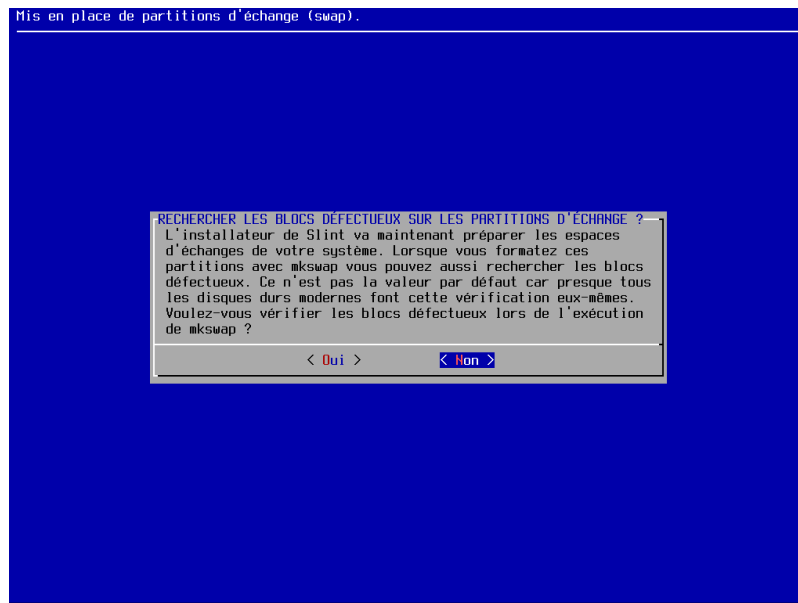 Mis en place de partitions d'échange (swap).
RECHERCHER LES BLOCS DÉFECTUEUX SUR LES PARTITIONS D'ÉCHANGE ?
L'installateur de Slint va maintenant préparer les espaces
d'échanges de votre système. Lorsque vous formatez ces
partitions avec mkswap vous pouvez aussi rechercher les blocs
défectueux. Ce n'est pas la valeur par défaut car presque tous
les disques durs modernes font cette vérification eux-mêmes.
Voulez-vous vérifier les blocs défectueux lors de l'exécution
de mkswap ?
< Oui > < Non >